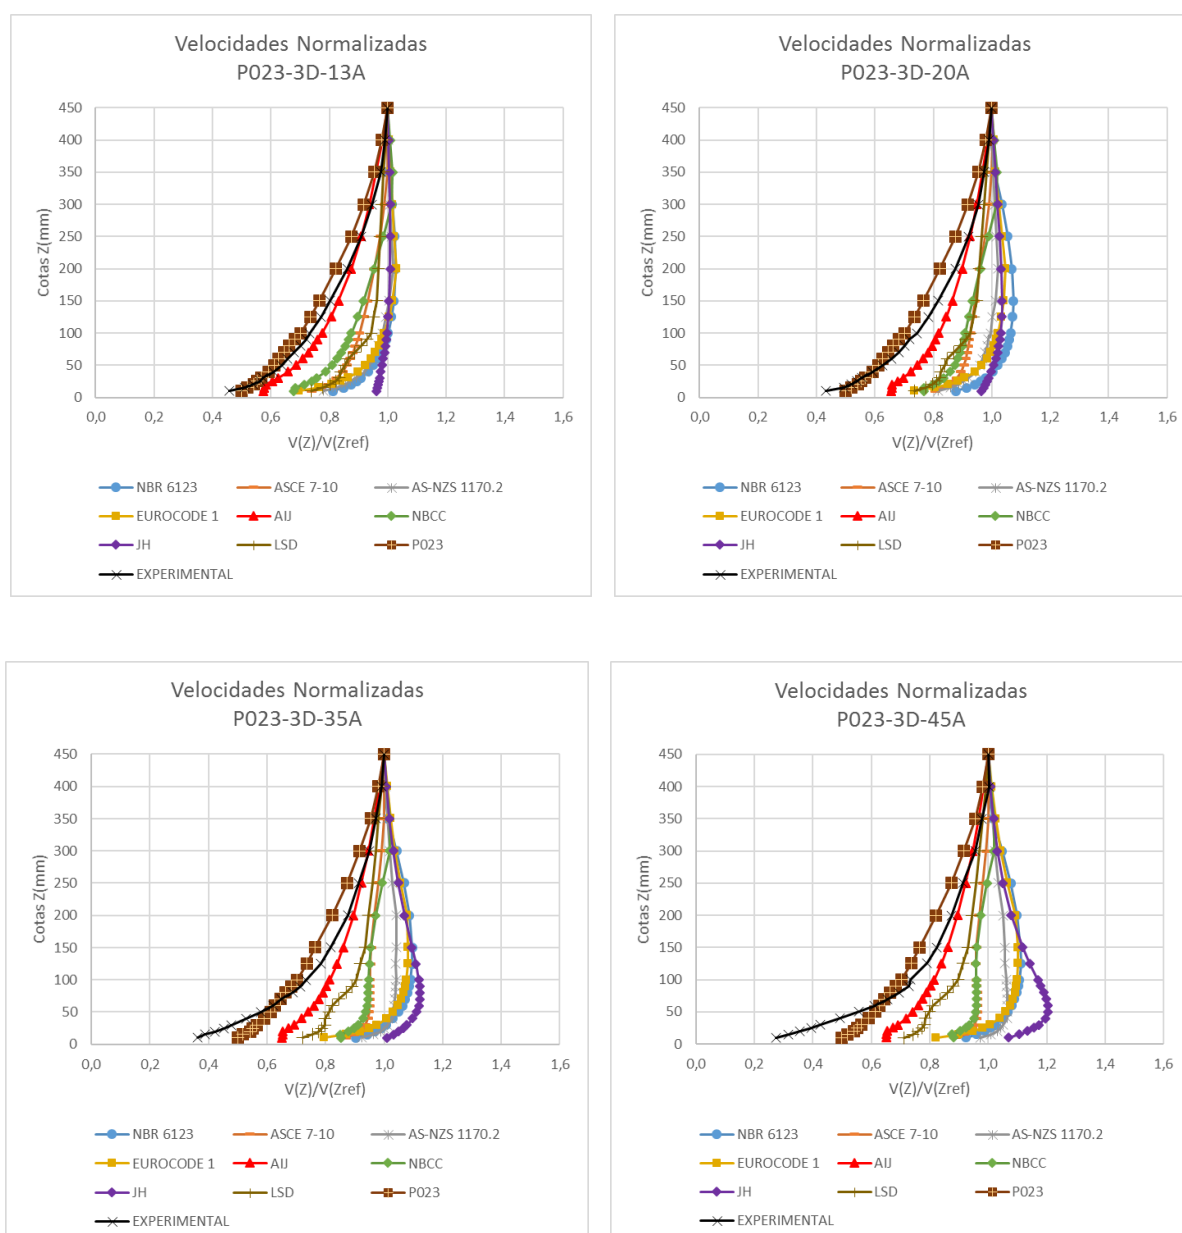 Velocidades Normalizadas
P023-3D-13A
Cotas Z(mm)
450
400
350
300
250
200
150
100
50
0
0,0 0,2 0,4 0,6 0,8 1,0 1,2 1,4 1,6
V(Z)/V(Zref)
NBR 6123 ASCE 7-10 AS-NZS 1170.2
EUROCODE 1 AIJ NBCC
JH LSD P023
EXPERIMENTAL
Velocidades Normalizadas
P023-3D-20A
Cotas Z(mm)
450
400
350
300
250
200
150
100
50
0
0,0 0,2 0,4 0,6 0,8 1,0 1,2 1,4 1,6
V(Z)/V(Zref)
NBR 6123 ASCE 7-10 AS-NZS 1170.2
EUROCODE 1 AIJ NBCC
JH LSD P023
EXPERIMENTAL
Velocidades Normalizadas
P023-3D-35A
Cotas Z(mm)
450
400
350
300
250
200
150
100
50
0
0,0 0,2 0,4 0,6 0,8 1,0 1,2 1,4 1,6
V(Z)/V(Zref)
NBR 6123 ASCE 7-10 AS-NZS 1170.2
EUROCODE 1 AIJ NBCC
JH LSD P023
EXPERIMENTAL
Velocidades Normalizadas
P023-3D-45A
Cotas Z(mm)
450
400
350
300
250
200
150
100
50
0
0,0 0,2 0,4 0,6 0,8 1,0 1,2 1,4 1,6
V(Z)/V(Zref)
NBR 6123 ASCE 7-10 AS-NZS 1170.2
EUROCODE 1 AIJ NBCC
JH LSD P023
EXPERIMENTAL